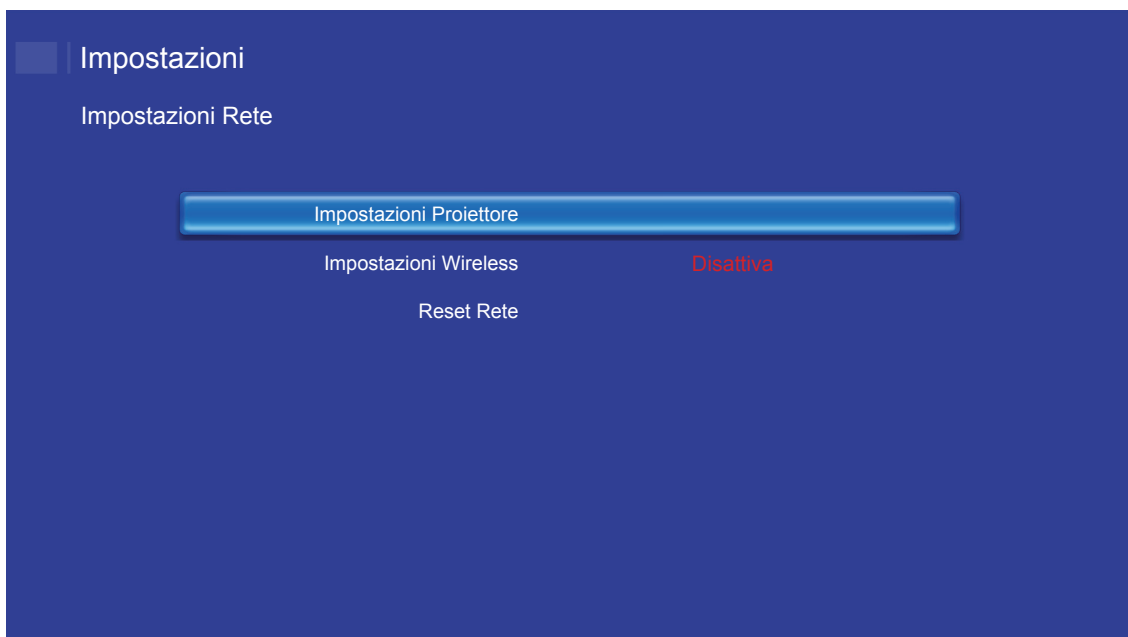 Impostazioni
Impostazioni Rete
Impostazioni Proiettore
Impostazioni Wireless Disattiva
Reset Rete